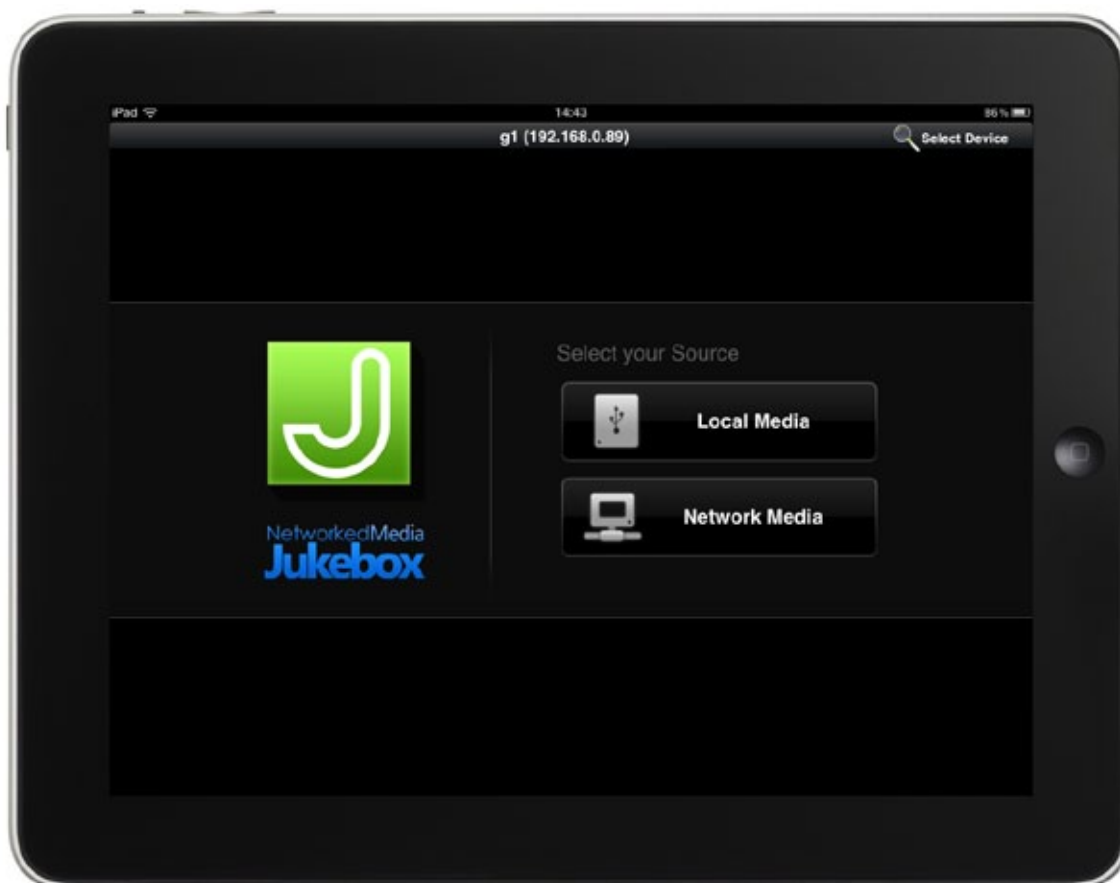 iPad 14:43 86%
g1 (192.168.0.89) Select Device
Select your Source
Local Media
Network Media
J
NetworkedMedia
Jukebox